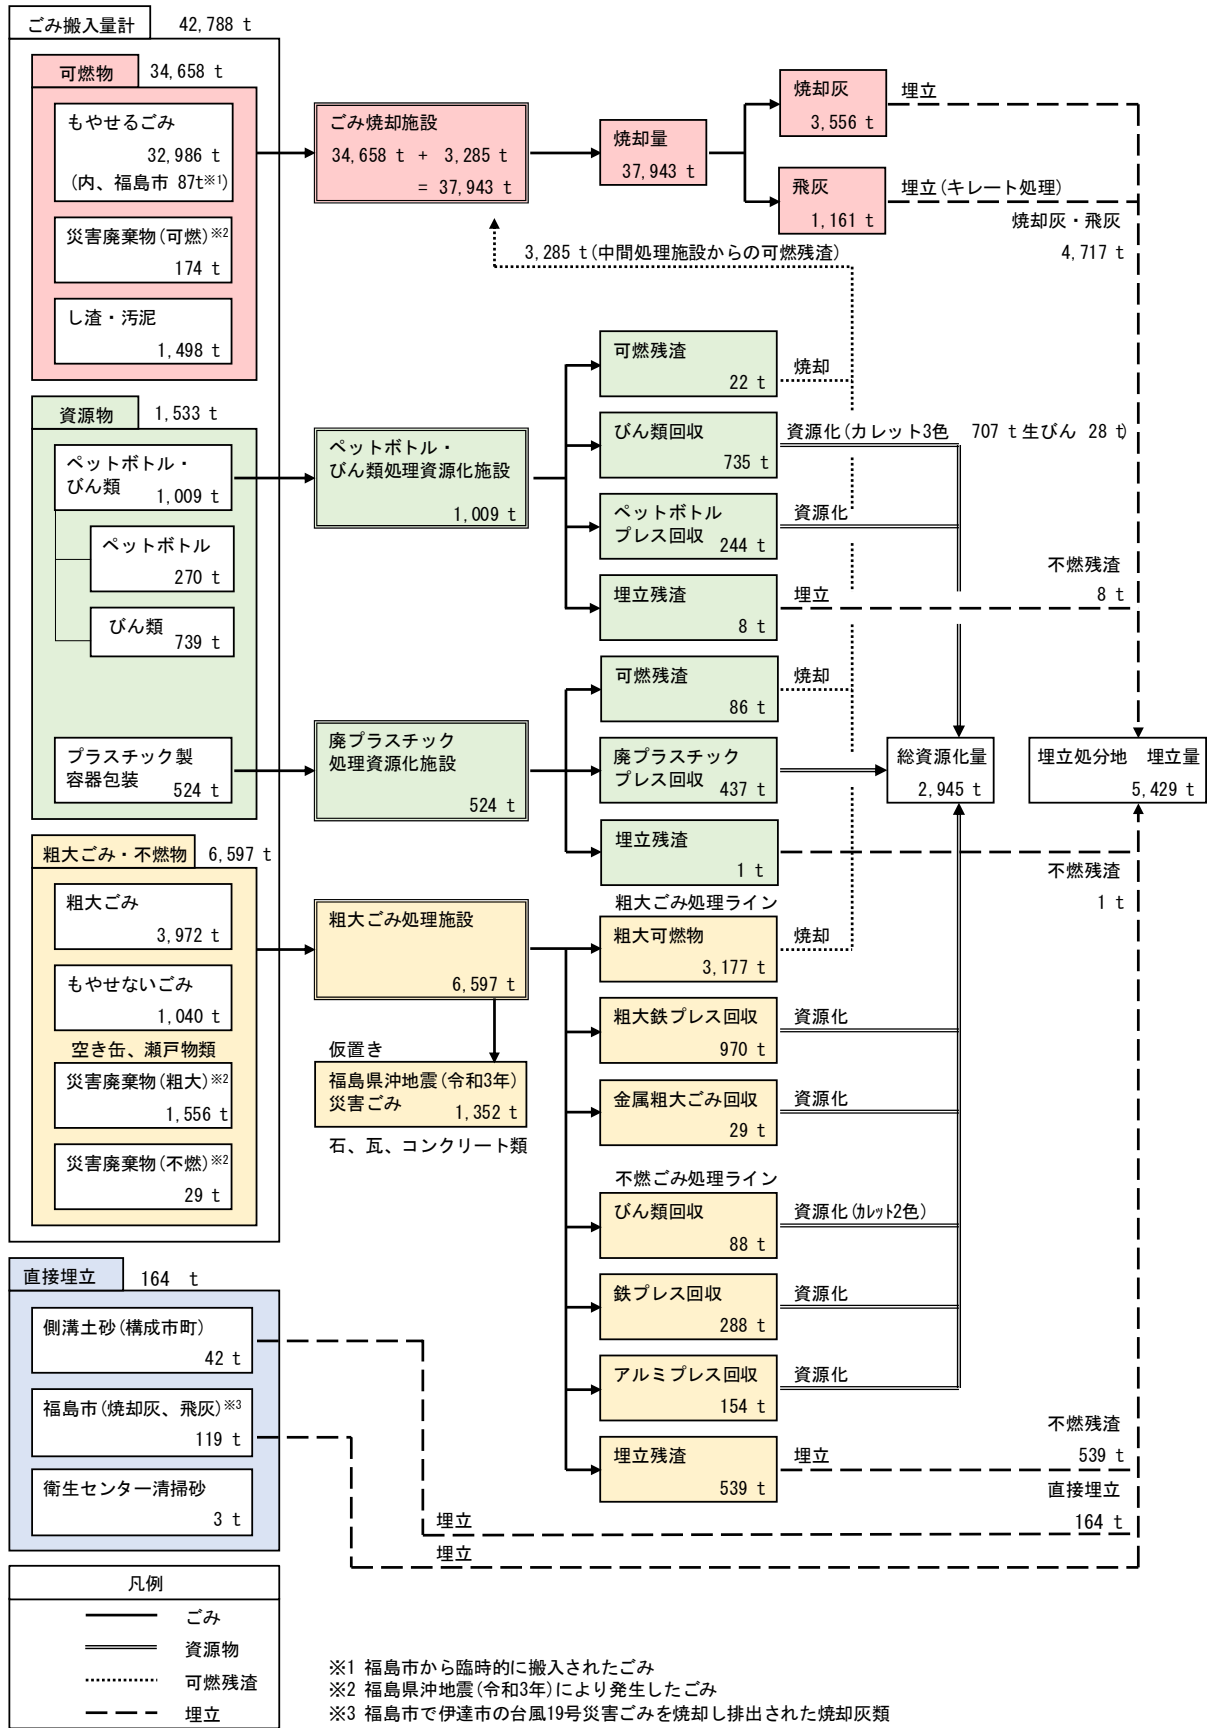 ごみ搬入量計 42,788 t
可燃物 34,658 t
もやせるごみ
32,986 t
(内、福島市 87t※1)
災害廃棄物(可燃)※2
174 t
し渣・汚泥
1,498 t
ごみ焼却施設
34,658 t + 3,285 t
= 37,943 t
焼却量
37,943 t
焼却灰
3,556 t
埋立
飛灰
1,161 t
埋立(キレート処理)
焼却灰・飛灰
4,717 t
3,285 t(中間処理施設からの可燃残渣)
資源物 1,533 t
ペットボトル・
びん類
1,009 t
ペットボトル
270 t
びん類
739 t
プラスチック製
容器包装
524 t
ペットボトル・
びん類処理資源化施設
1,009 t
可燃残渣
22 t
焼却
びん類回収
735 t
資源化(カレット3色 707 t 生びん 28 t)
ペットボトル
プレス回収
244 t
資源化
埋立残渣
8 t
埋立
不燃残渣
8 t
廃プラスチック
処理資源化施設
524 t
可燃残渣
86 t
焼却
廃プラスチック
プレス回収
437 t
埋立残渣
1 t
不燃残渣
1 t
総資源化量
2,945 t
埋立処分地 埋立量
5,429 t
粗大ごみ・不燃物 6,597 t
粗大ごみ
3,972 t
もやせないごみ
1,040 t
空き缶、瀬戸物類
災害廃棄物(粗大)※2
1,556 t
災害廃棄物(不燃)※2
29 t
粗大ごみ処理施設
6,597 t
仮置き
福島県沖地震(令和3年)
災害ごみ
1,352 t
石、瓦、コンクリート類
粗大ごみ処理ライン
粗大可燃物
3,177 t
焼却
粗大鉄プレス回収
970 t
資源化
金属粗大ごみ回収
29 t
資源化
不燃ごみ処理ライン
びん類回収
88 t
資源化(カレット2色)
鉄プレス回収
288 t
資源化
アルミプレス回収
154 t
資源化
埋立残渣
539 t
埋立
不燃残渣
539 t
直接埋立
164 t
直接埋立 164 t
側溝土砂(構成市町)
42 t
福島市(焼却灰、飛灰)※3
119 t
衛生センター清掃砂
3 t
埋立
埋立
凡例
ごみ
資源物
可燃残渣
埋立
※1 福島市から臨時的に搬入されたごみ
※2 福島県沖地震(令和3年)により発生したごみ
※3 福島市で伊達市の台風19号災害ごみを焼却し排出された焼却灰類